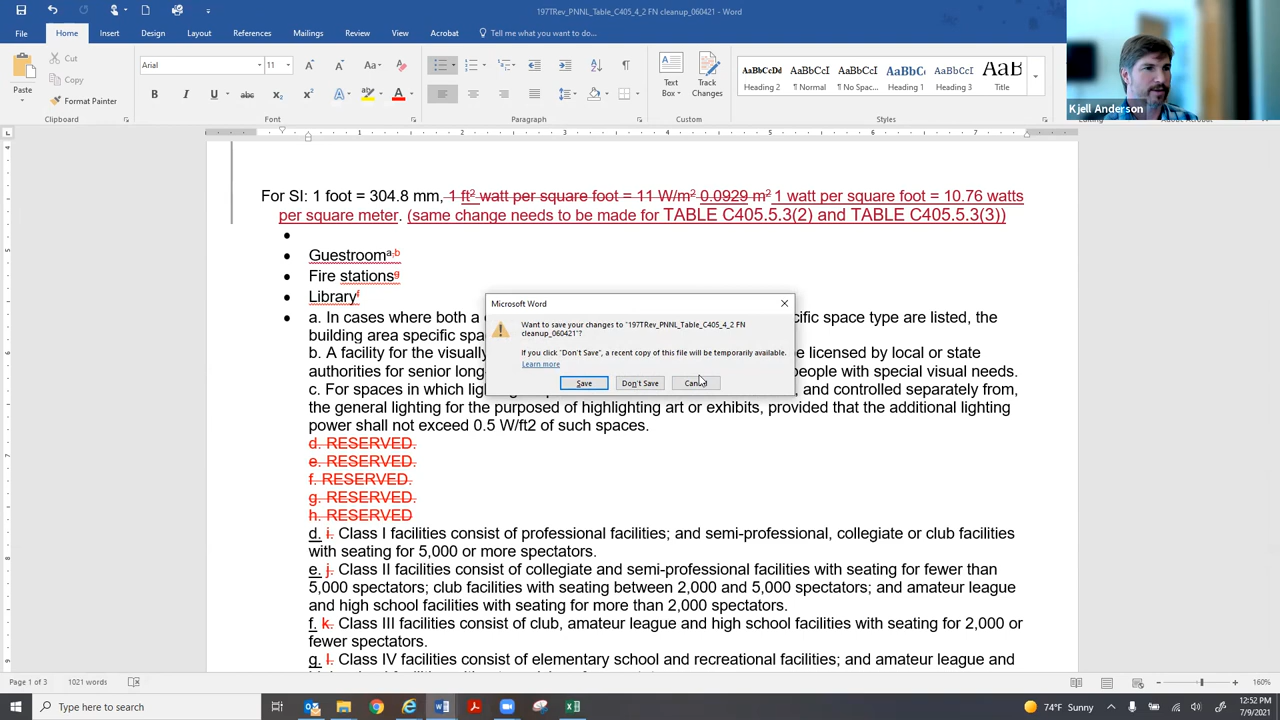 197TRev_PNNL_Table_C405_4_2 FN cleanup_060421 - Word
File Home Insert Design Layout References Mailings Review View Acrobat Tell me what you want to do...
Kjell Anderson
Paste
Cut
Copy
Format Painter
Arial 11
Text Box
Track Changes
AaBbCcDd AaBbCcI AaBbCcI AaBbC AaBbCcD AaB
Heading 2 ¶ Normal ¶ No Spac... Heading 1 Heading 3 Title
Clipboard Font Paragraph Custom Styles
For SI: 1 foot = 304.8 mm, 1 ft² watt per square foot = 11 W/m² 0.0929 m² 1 watt per square foot = 10.76 watts
per square meter. (same change needs to be made for TABLE C405.5.3(2) and TABLE C405.5.3(3))
•
• Guestroomᵃ,ᵇ
• Fire stationsᵍ
• Libraryᶠ
• a. In cases where both a cific space type are listed, the
building area specific spa
b. A facility for the visually be licensed by local or state
authorities for senior long people with special visual needs.
c. For spaces in which lig , and controlled separately from,
the general lighting for the purposed of highlighting art or exhibits, provided that the additional lighting
power shall not exceed 0.5 W/ft2 of such spaces.
d. RESERVED.
e. RESERVED.
f. RESERVED.
g. RESERVED.
h. RESERVED
d. i. Class I facilities consist of professional facilities; and semi-professional, collegiate or club facilities
with seating for 5,000 or more spectators.
e. j. Class II facilities consist of collegiate and semi-professional facilities with seating for fewer than
5,000 spectators; club facilities with seating between 2,000 and 5,000 spectators; and amateur league
and high school facilities with seating for more than 2,000 spectators.
f. k. Class III facilities consist of club, amateur league and high school facilities with seating for 2,000 or
fewer spectators.
g. l. Class IV facilities consist of elementary school and recreational facilities; and amateur league and
Microsoft Word
Want to save your changes to "197TRev_PNNL_Table_C405_4_2 FN
cleanup_060421"?
If you click "Don't Save", a recent copy of this file will be temporarily available.
Learn more
Save Don't Save Cancel
Page 1 of 3 1021 words 160%
Type here to search
74°F Sunny
12:52 PM
7/9/2021